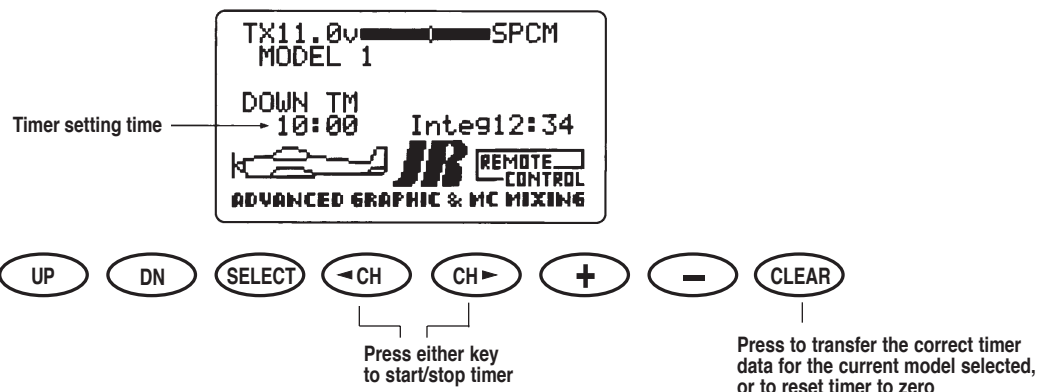 TX11.0v SPCM
MODEL 1
DOWN TM
Timer setting time
10:00 Integ12:34
JR REMOTE CONTROL
ADVANCED GRAPHIC & MC MIXING
UP DN SELECT ◄CH CH► + − CLEAR
Press either key
to start/stop timer
Press to transfer the correct timer
data for the current model selected,
or to reset timer to zero